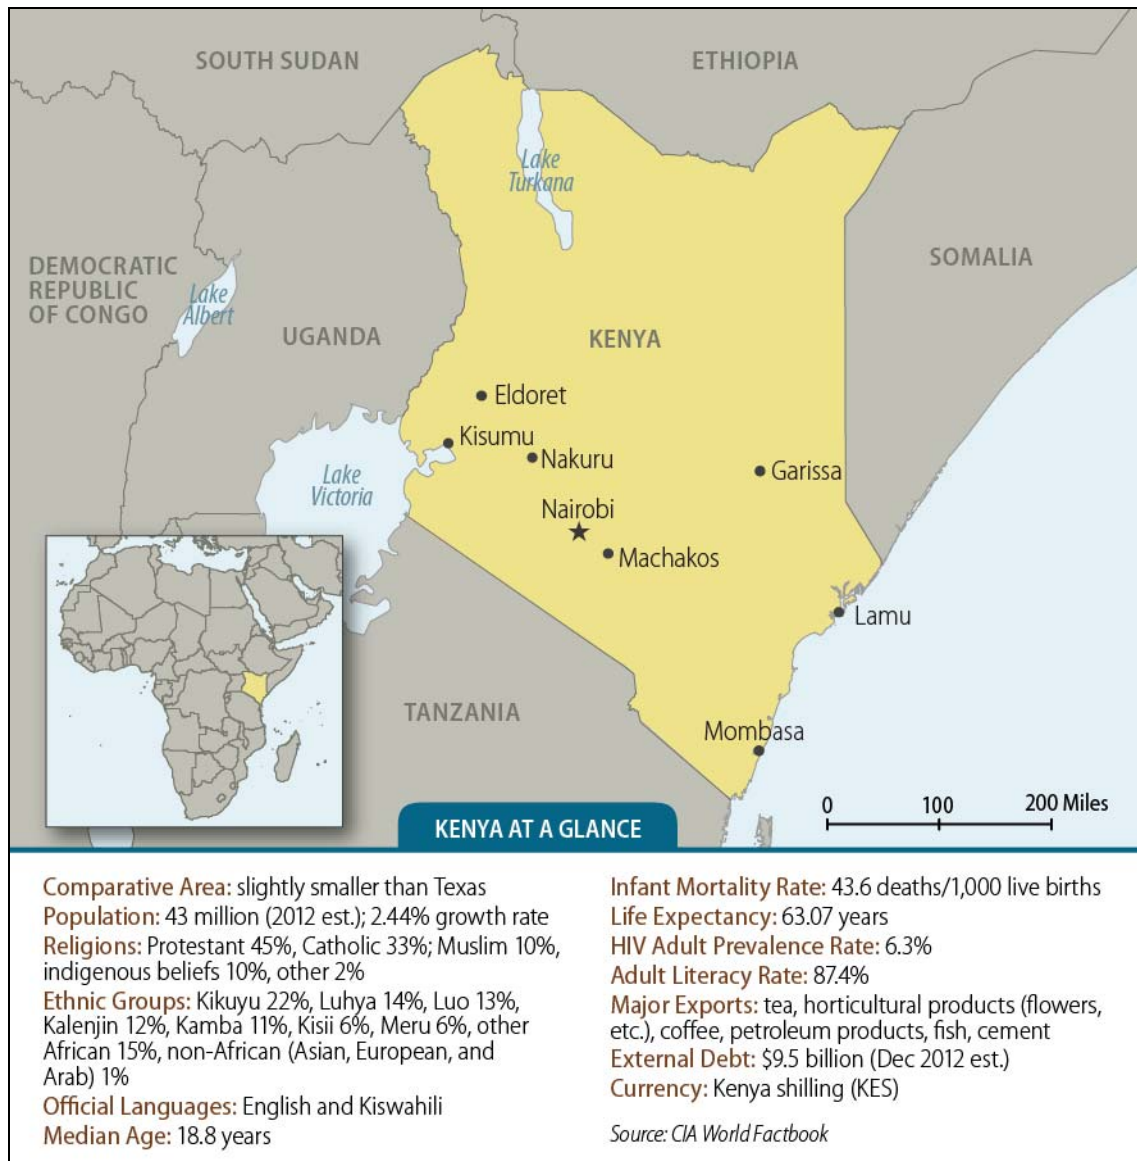 SOUTH SUDAN
ETHIOPIA
Lake
Turkana
DEMOCRATIC
REPUBLIC
OF CONGO
Lake
Albert
SOMALIA
UGANDA
KENYA
Eldoret
Kisumu
Nakuru
Lake
Victoria
Garissa
Nairobi
Machakos
Lamu
TANZANIA
Mombasa
0 100 200 Miles
KENYA AT A GLANCE
Comparative Area: slightly smaller than Texas
Population: 43 million (2012 est.); 2.44% growth rate
Religions: Protestant 45%, Catholic 33%; Muslim 10%,
indigenous beliefs 10%, other 2%
Ethnic Groups: Kikuyu 22%, Luhya 14%, Luo 13%,
Kalenjin 12%, Kamba 11%, Kisii 6%, Meru 6%, other
African 15%, non-African (Asian, European, and
Arab) 1%
Official Languages: English and Kiswahili
Median Age: 18.8 years
Infant Mortality Rate: 43.6 deaths/1,000 live births
Life Expectancy: 63.07 years
HIV Adult Prevalence Rate: 6.3%
Adult Literacy Rate: 87.4%
Major Exports: tea, horticultural products (flowers,
etc.), coffee, petroleum products, fish, cement
External Debt: $9.5 billion (Dec 2012 est.)
Currency: Kenya shilling (KES)
Source: CIA World Factbook